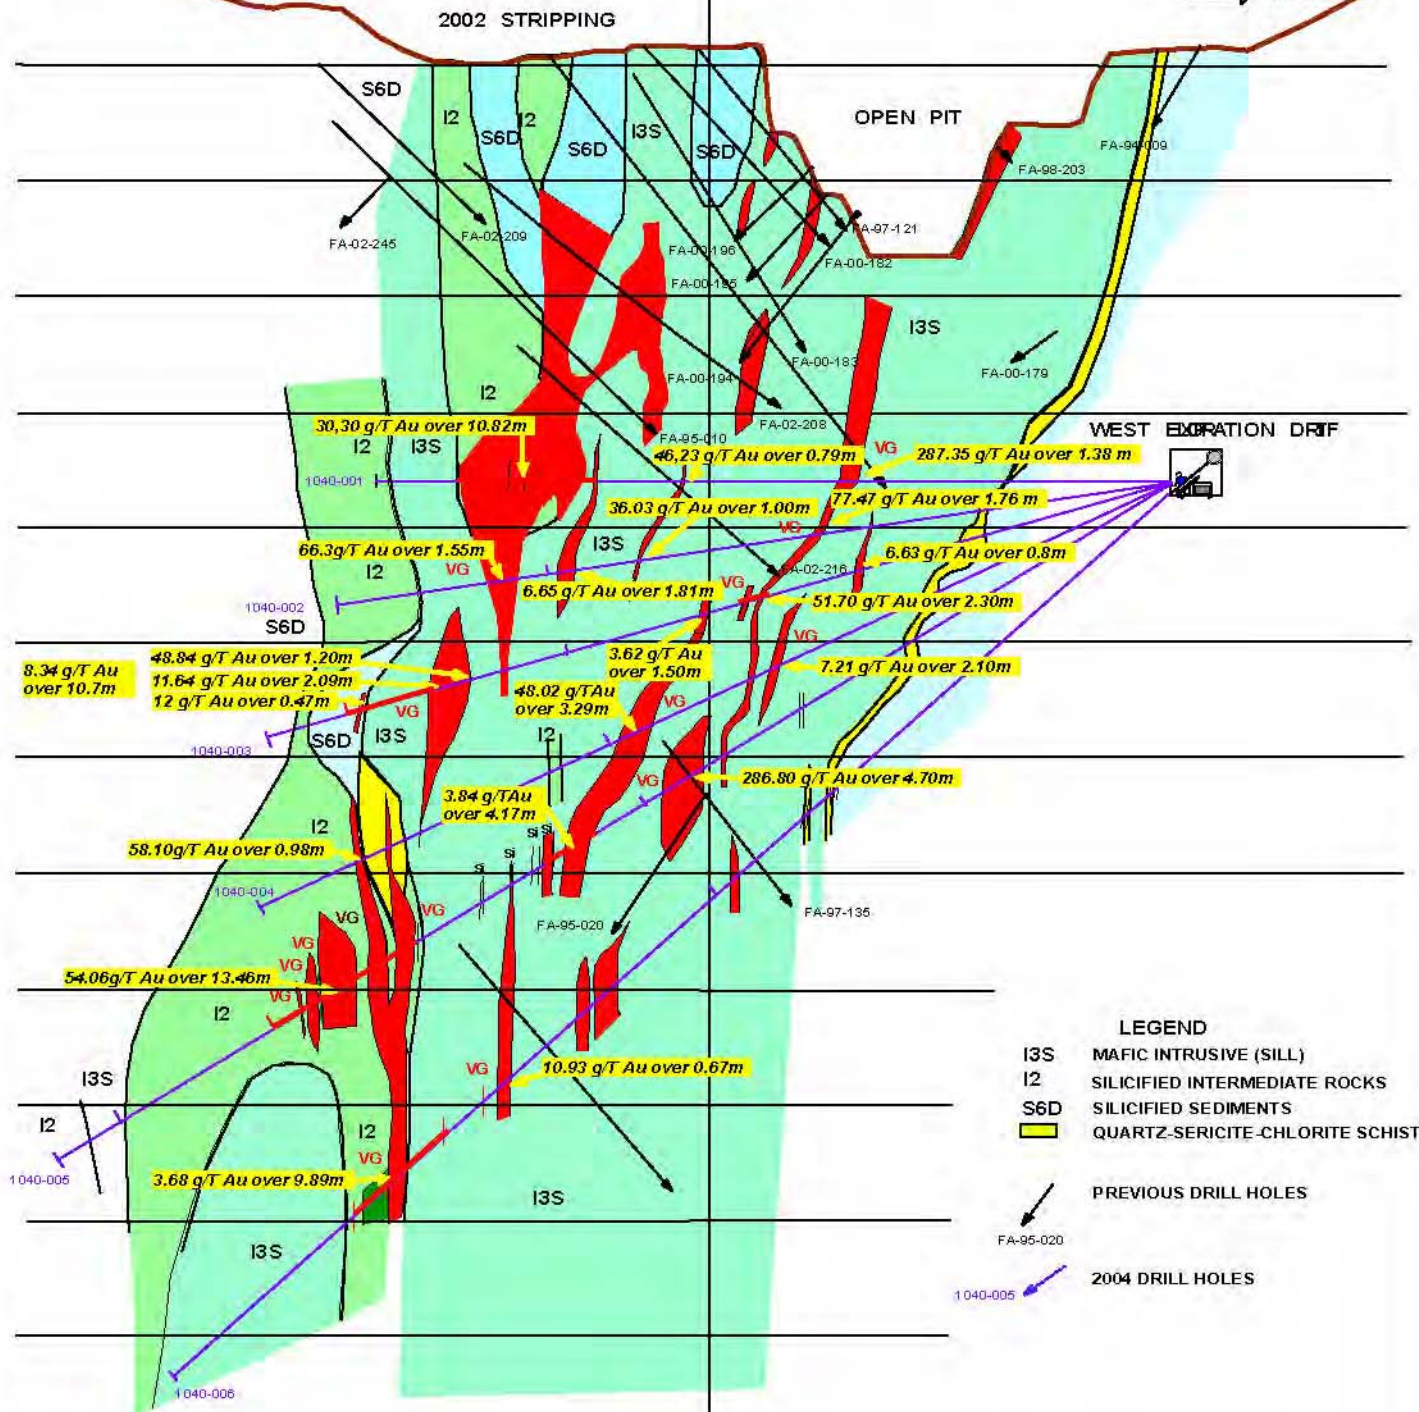 2002 STRIPPING
S6D
I2
S6D
I2
S6D
I3S
S6D
OPEN PIT
FA-94-009
FA-98-203
FA-02-245
FA-02-209
FA-00-196
FA-97-121
FA-00-182
FA-00-195
I3S
FA-00-183
FA-00-179
FA-00-194
I2
FA-02-208
FA-95-010
WEST
30,30 g/T Au over 10.82m
I2
I3S
46,23 g/T Au over 0.79m
VG
287.35 g/T Au over 1.38 m
1040-001
36.03 g/T Au over 1.00m
77.47 g/T Au over 1.76 m
VG
66.3g/T Au over 1.55m
I3S
6.63 g/T Au over 0.8m
I2
VG
FA-02-216
VG
6.65 g/T Au over 1.81m
51.70 g/T Au over 2.30m
1040-002
S6D
VG
48.84 g/T Au over 1.20m
3.62 g/T Au
over 1.50m
7.21 g/T Au over 2.10m
8.34 g/T Au
over 10.7m
11.64 g/T Au over 2.09m
12 g/T Au over 0.47m
48.02 g/TAu
over 3.29m
VG
VG
S6D
I3S
I2
1040-003
VG
286.80 g/T Au over 4.70m
3.84 g/TAu
over 4.17m
I2
si
Si
58.10g/T Au over 0.98m
si
si
1040-004
VG
VG
FA-97-135
FA-95-020
VG
VG
54.06g/T Au over 13.46m
VG
I2
LEGEND
I3S MAFIC INTRUSIVE (SILL)
I2 SILICIFIED INTERMEDIATE ROCKS
S6D SILICIFIED SEDIMENTS
QUARTZ-SERICITE-CHLORITE SCHIST
VG
10.93 g/T Au over 0.67m
I3S
I2
I2
VG
3.68 g/T Au over 9.89m
1040-005
I3S
PREVIOUS DRILL HOLES
FA-95-020
I3S
2004 DRILL HOLES
1040-005
1040-006